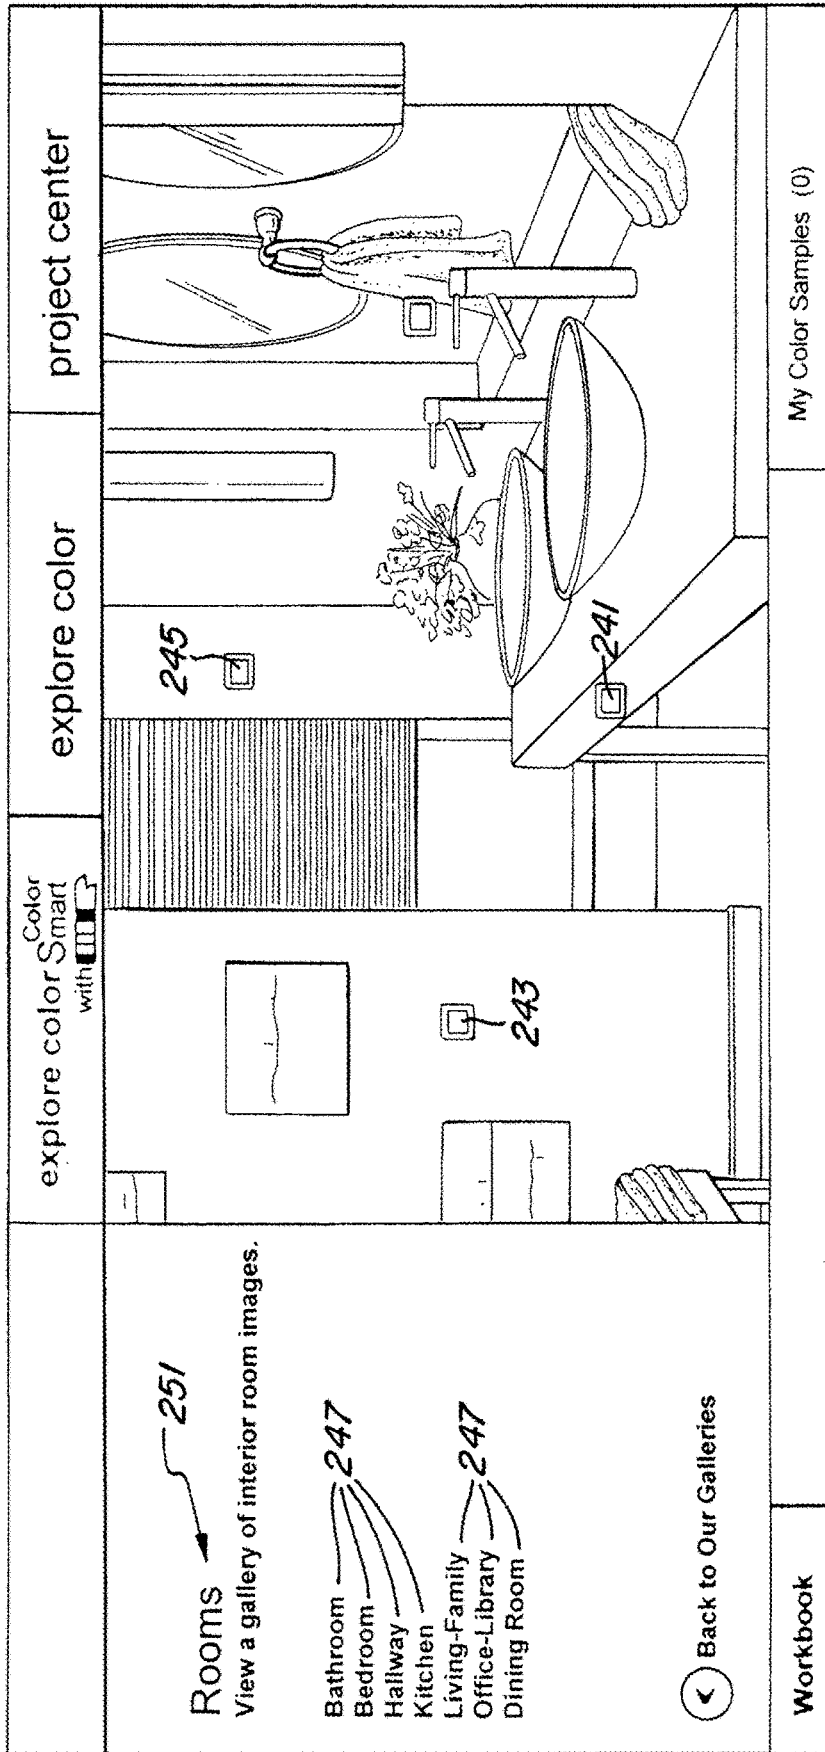 explore color with Color Smart
explore color
project center
Rooms
251
View a gallery of interior room images.
Bathroom
Bedroom
Hallway
Kitchen
247
Living-Family
Office-Library
Dining Room
247
Back to Our Galleries
245
243
241
Workbook
My Color Samples (0)